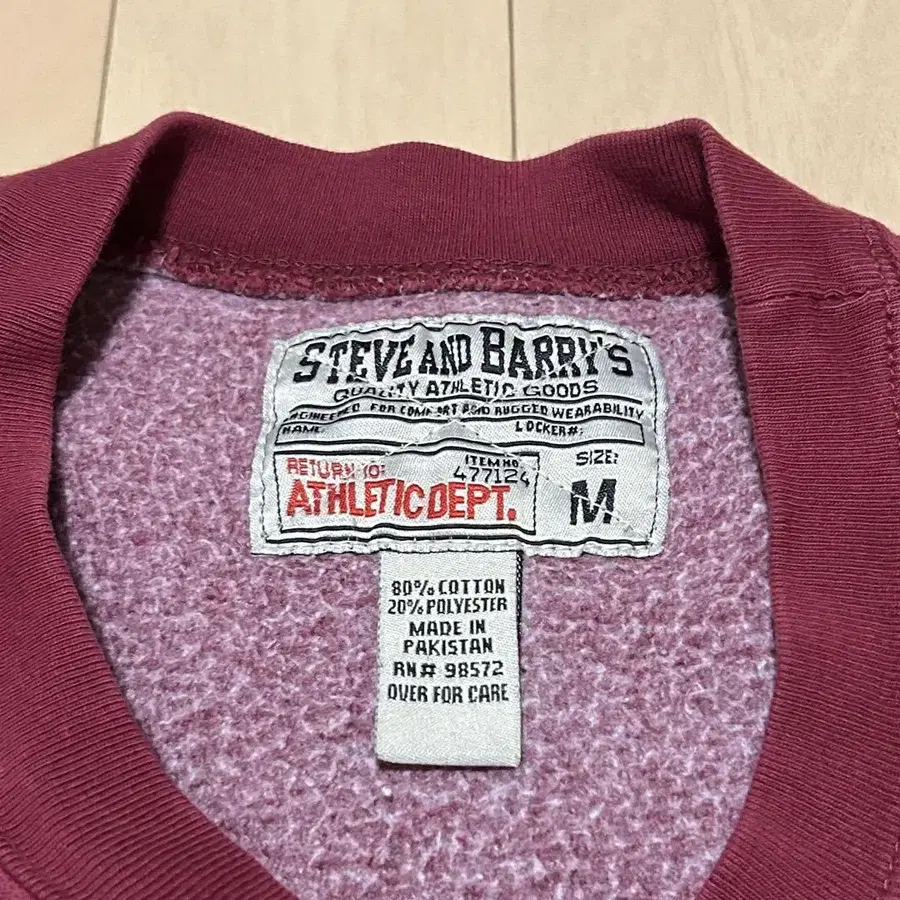 STEVE AND BARRY'S
QUALITY ATHLETIC GOODS
ENGINEERED FOR COMFORT AND RUGGED WEARABILITY
NAME: LOCKER#:
RETURN TO: ITEM NO. 477124
ATHLETIC DEPT.
SIZE:
M
80% COTTON
20% POLYESTER
MADE IN
PAKISTAN
RN# 98572
OVER FOR CARE